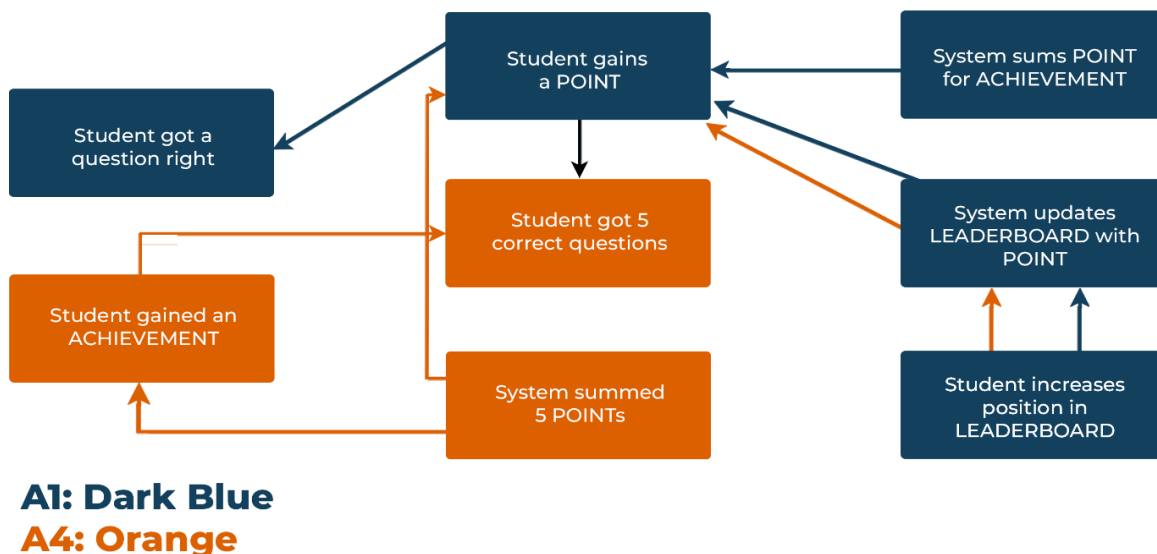 Student gains
a POINT
System sums POINT
for ACHIEVEMENT
Student got a
question right
Student got 5
correct questions
System updates
LEADERBOARD with
POINT
Student gained an
ACHIEVEMENT
System summed
5 POINTs
Student increases
position in
LEADERBOARD
A1: Dark Blue
A4: Orange